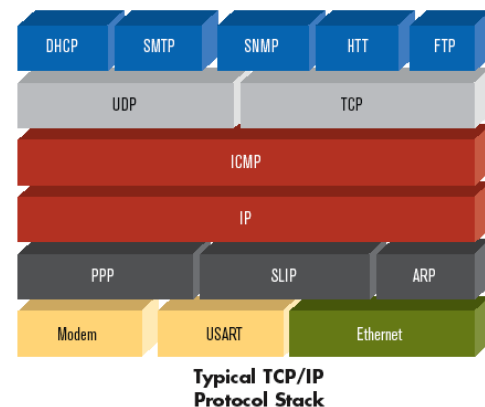 DHCP SMTP SNMP HTT FTP
UDP TCP
ICMP
IP
PPP SLIP ARP
Modem USART Ethernet
Typical TCP/IP
Protocol Stack